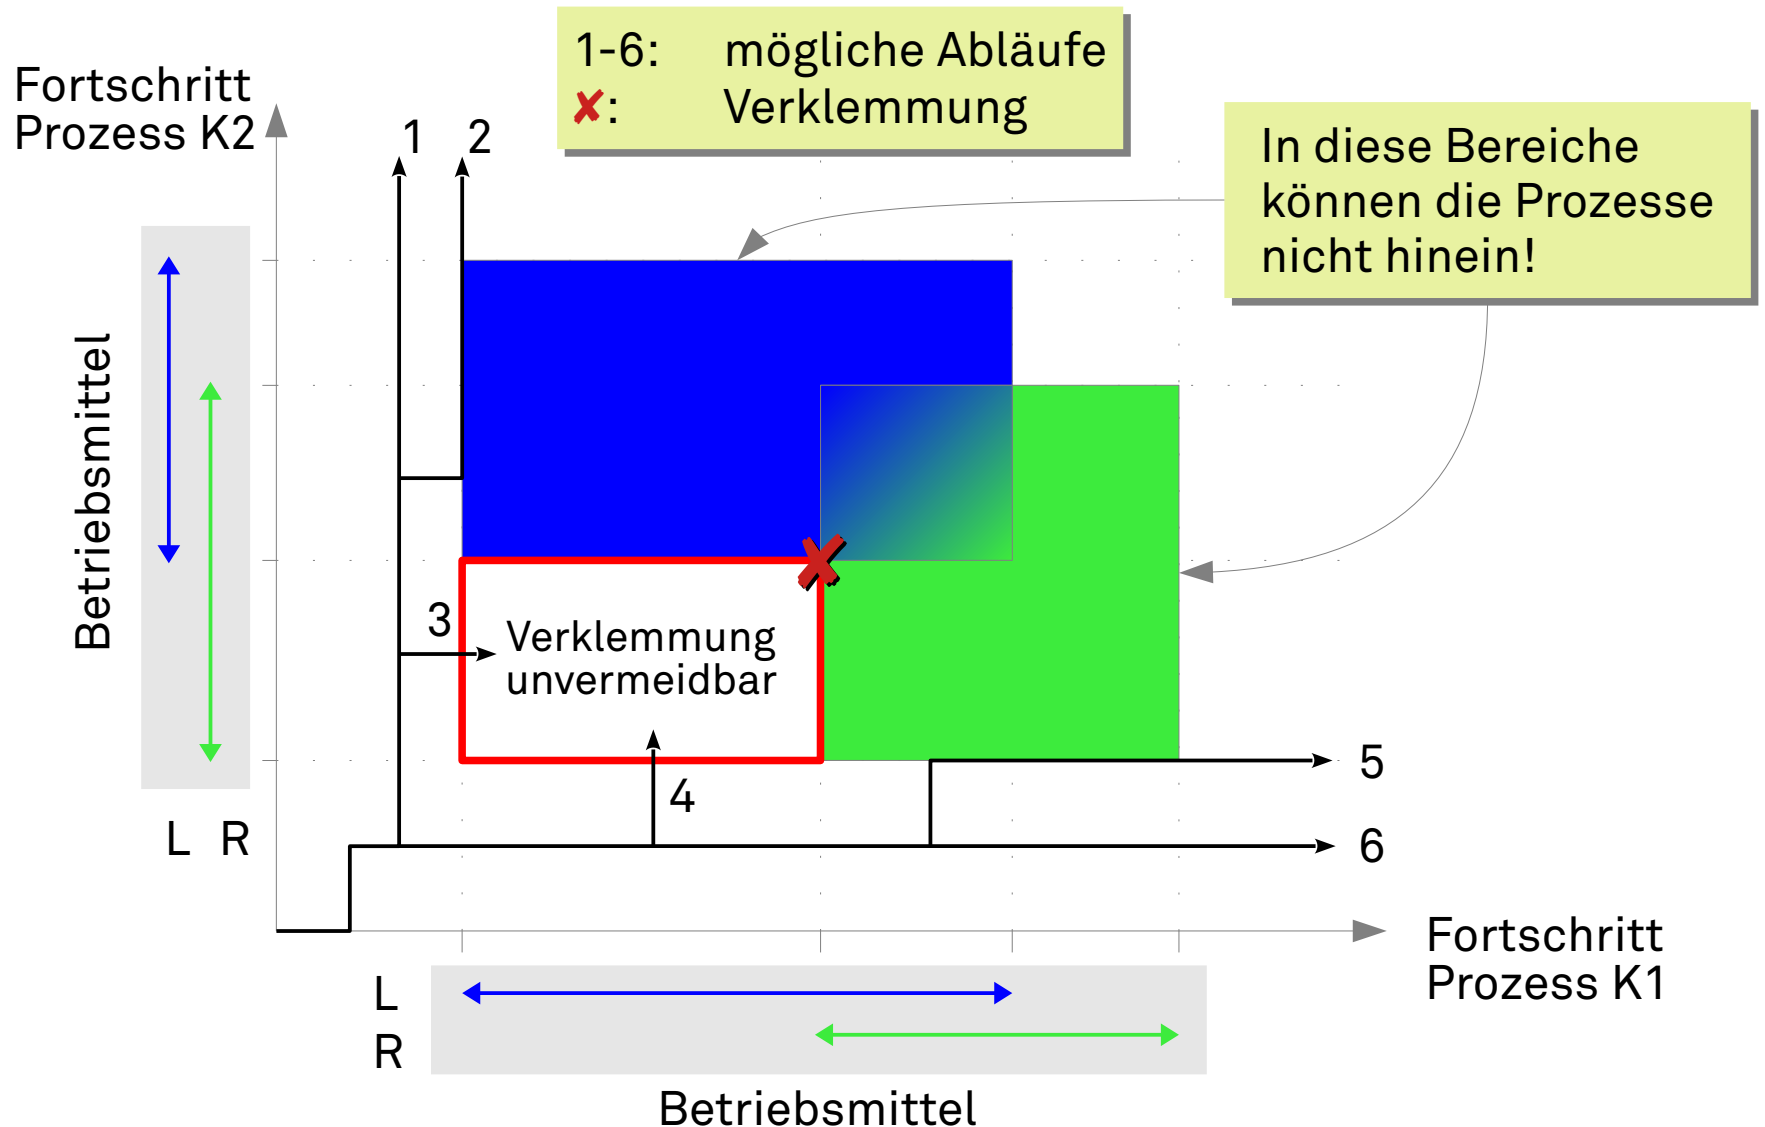 1-6: mögliche Abläufe
✘: Verklemmung
Fortschritt
Prozess K2
1 2
In diese Bereiche
können die Prozesse
nicht hinein!
Betriebsmittel
3
Verklemmung
unvermeidbar
4
5
6
L R
Fortschritt
Prozess K1
L
R
Betriebsmittel